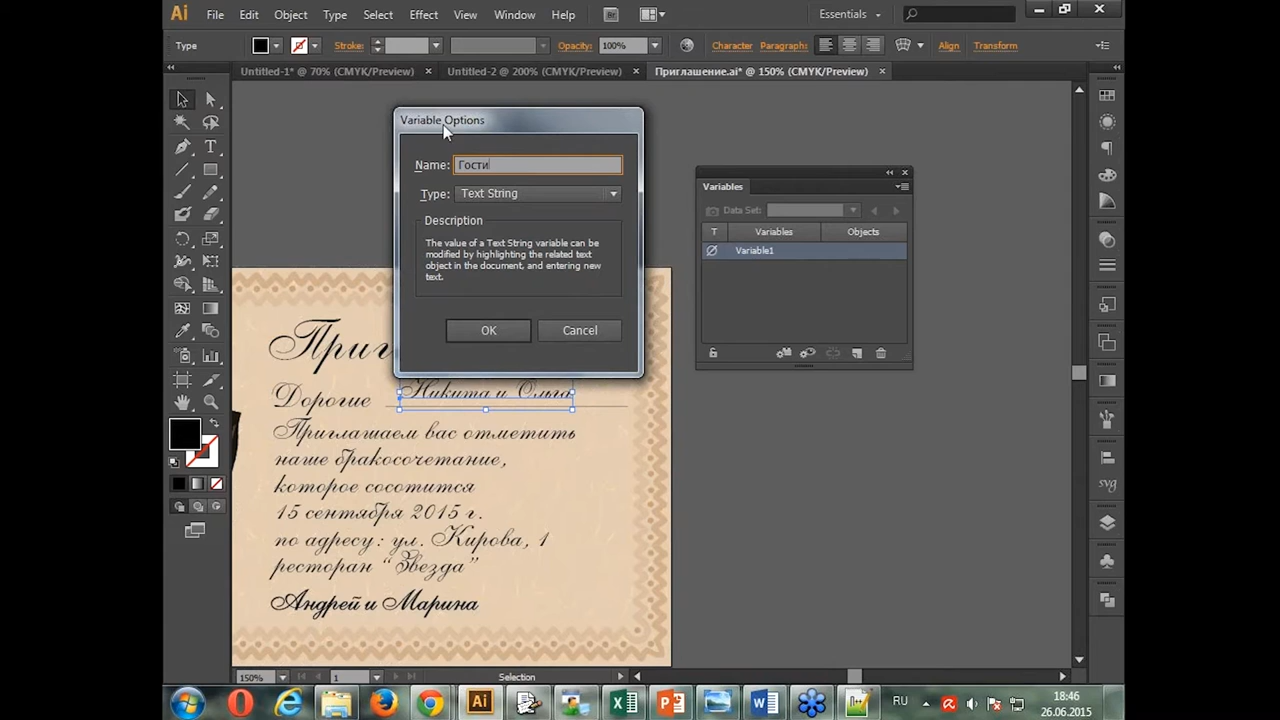 Ai File Edit Object Type Select Effect View Window Help Br Essentials
Type Stroke: Opacity: 100% Character Paragraph: Align Transform
Untitled-1* @ 70% (CMYK/Preview) Untitled-2 @ 200% (CMYK/Preview) Приглашение.ai* @ 150% (CMYK/Preview)
Variable Options
Name: Гости
Type: Text String
Description
The value of a Text String variable can be
modified by highlighting the related text
object in the document, and entering new
text.
OK Cancel
Variables
Data Set:
T Variables Objects
Variable1
Дорогие Никита и Ольга
Приглашаем вас отметить
наше бракосочетание,
которое сосотится
15 сентября 2015 г.
по адресу: ул. Кирова, 1
ресторан “Звезда”
Андрей и Марина
svg
150% 1 Selection
Ai RU 18:46
26.06.2015